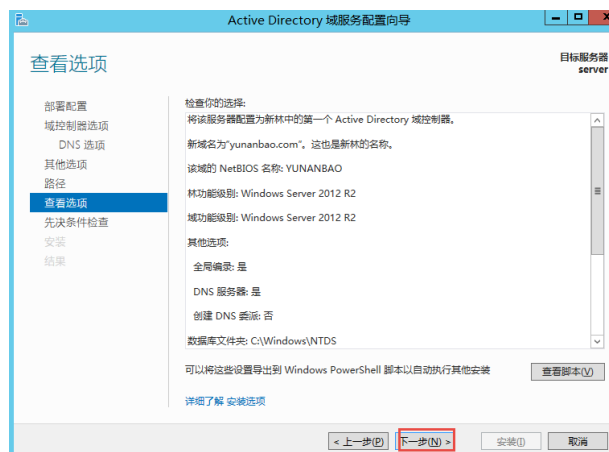 Active Directory 域服务配置向导
查看选项
目标服务器
server
部署配置
域控制器选项
DNS 选项
其他选项
路径
查看选项
先决条件检查
安装
结果
检查你的选择:
将该服务器配置为新林中的第一个 Active Directory 域控制器。
新域名为"yunanbao.com"。这也是新林的名称。
该域的 NetBIOS 名称: YUNANBAO
林功能级别: Windows Server 2012 R2
域功能级别: Windows Server 2012 R2
其他选项:
全局编录: 是
DNS 服务器: 是
创建 DNS 委派: 否
数据库文件夹: C:\Windows\NTDS
可以将这些设置导出到 Windows PowerShell 脚本以自动执行其他安装
查看脚本(V)
详细了解 安装选项
< 上一步(P) 下一步(N) > 安装(I) 取消